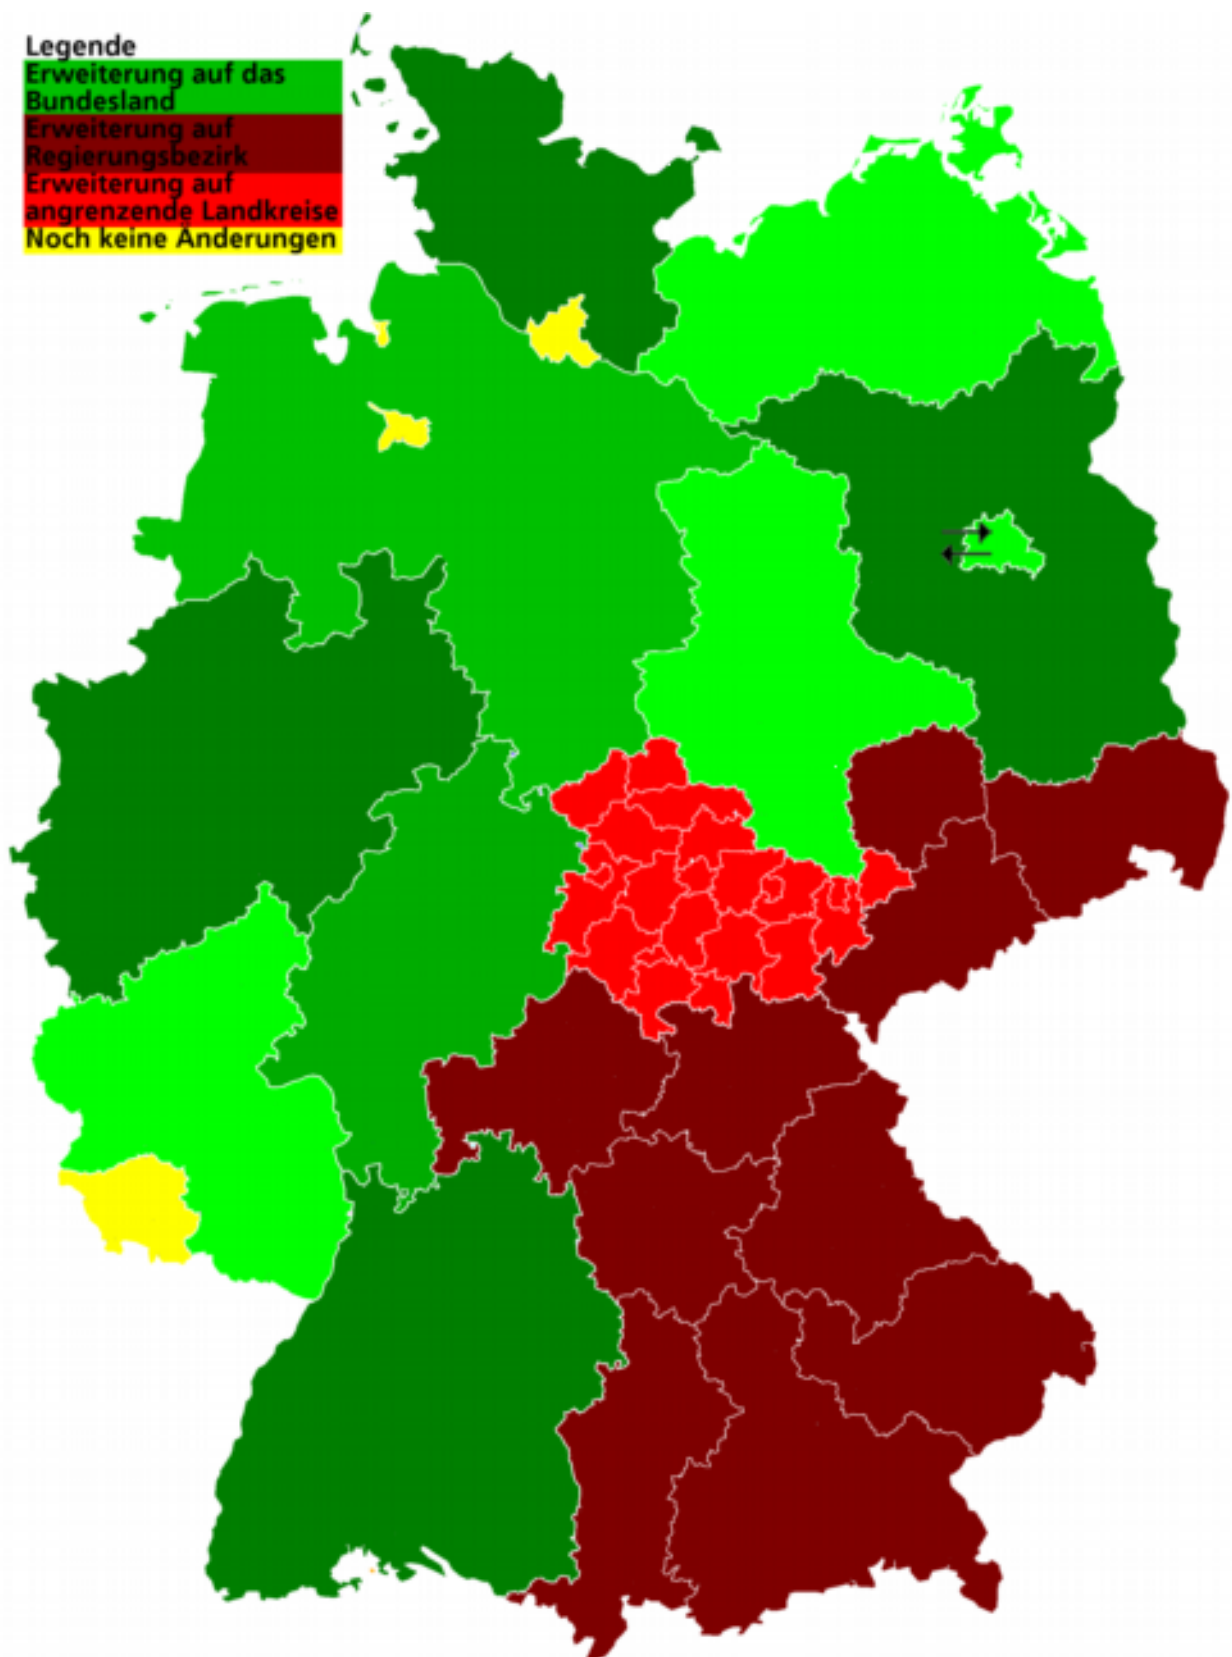 Legende
Erweiterung auf das
Bundesland
Erweiterung auf
Regierungsbezirk
Erweiterung auf
angrenzende Landkreise
Noch keine Änderungen